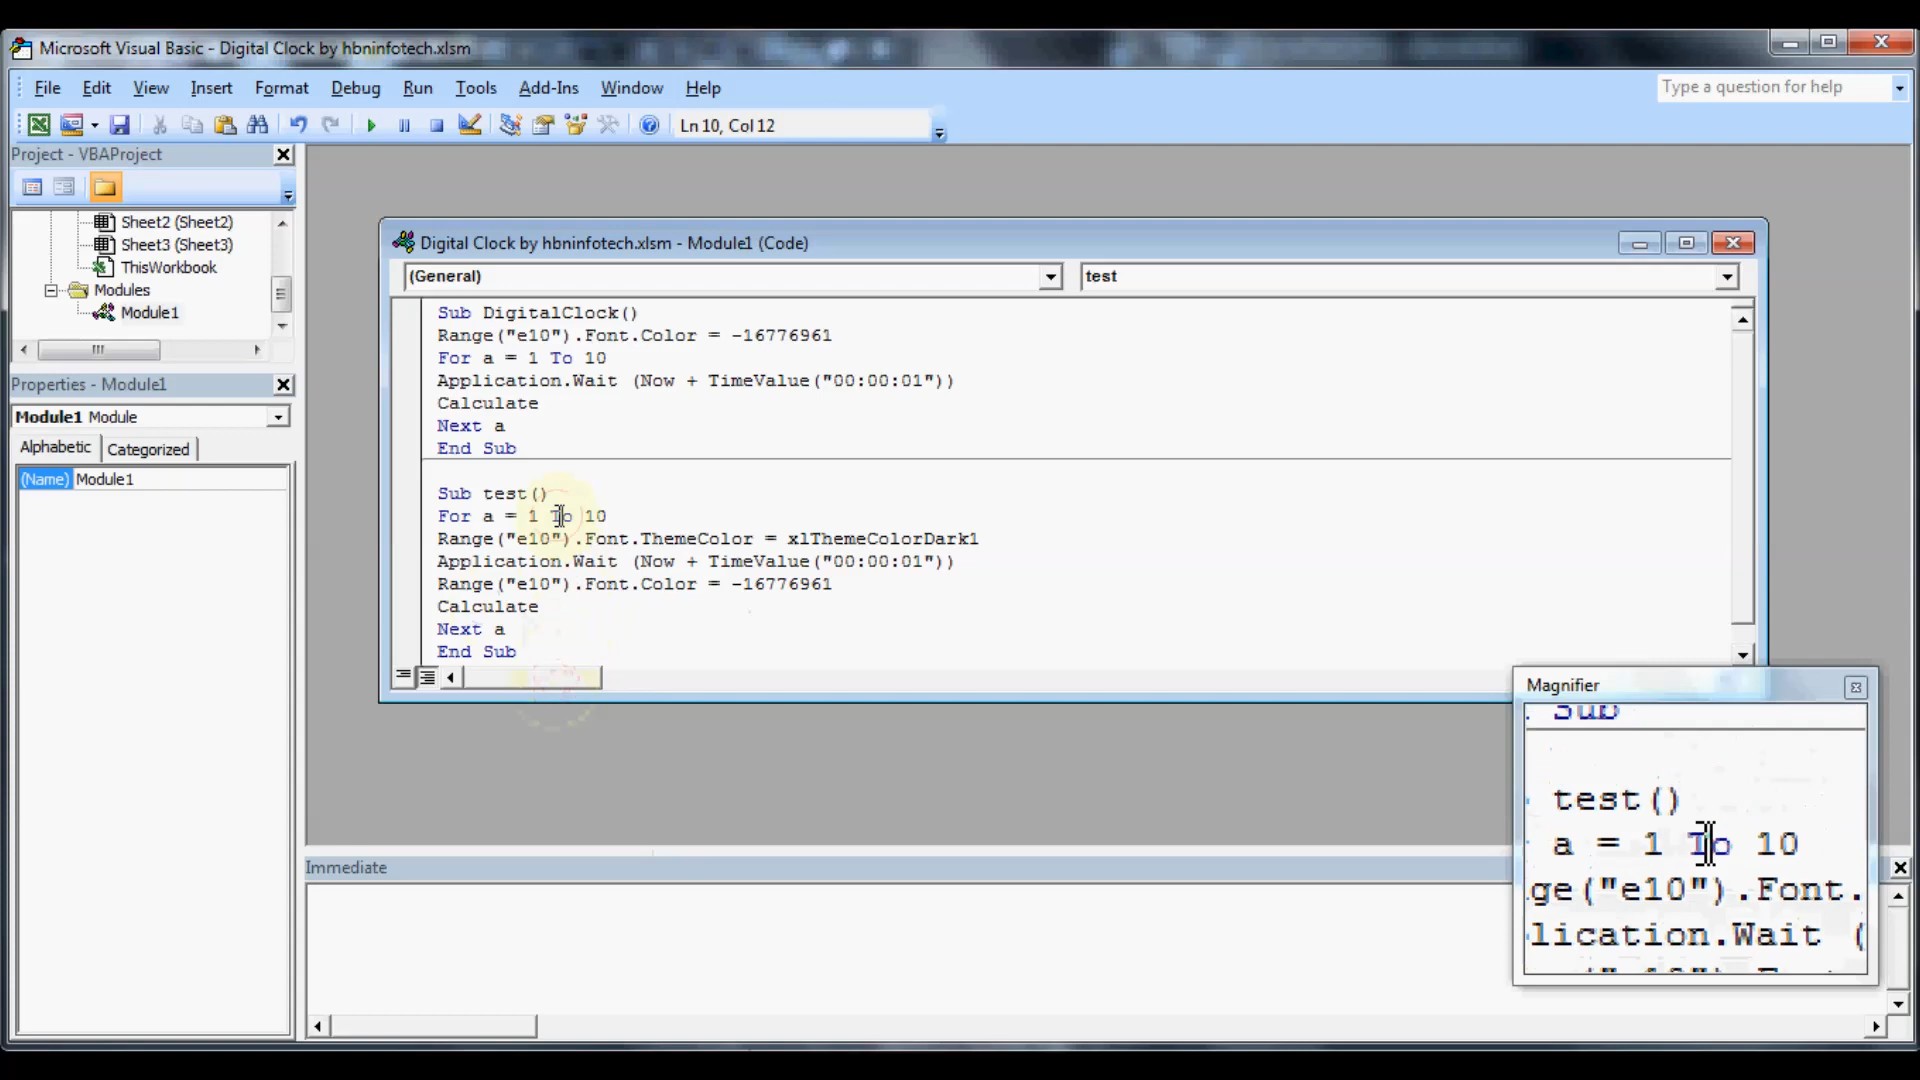 Microsoft Visual Basic - Digital Clock by hbninfotech.xlsm
File Edit View Insert Format Debug Run Tools Add-Ins Window Help
Type a question for help
Ln 10, Col 12
Project - VBAProject
Sheet2 (Sheet2)
Sheet3 (Sheet3)
ThisWorkbook
Modules
Module1
Properties - Module1
Module1 Module
Alphabetic Categorized
(Name) Module1
Digital Clock by hbninfotech.xlsm - Module1 (Code)
(General) test
Sub DigitalClock()
Range("e10").Font.Color = -16776961
For a = 1 To 10
Application.Wait (Now + TimeValue("00:00:01"))
Calculate
Next a
End Sub
Sub test()
For a = 1 To 10
Range("e10").Font.ThemeColor = xlThemeColorDark1
Application.Wait (Now + TimeValue("00:00:01"))
Range("e10").Font.Color = -16776961
Calculate
Next a
End Sub
Magnifier
Sub
test()
a = 1 To 10
ge("e10").Font.
lication.Wait (
Immediate